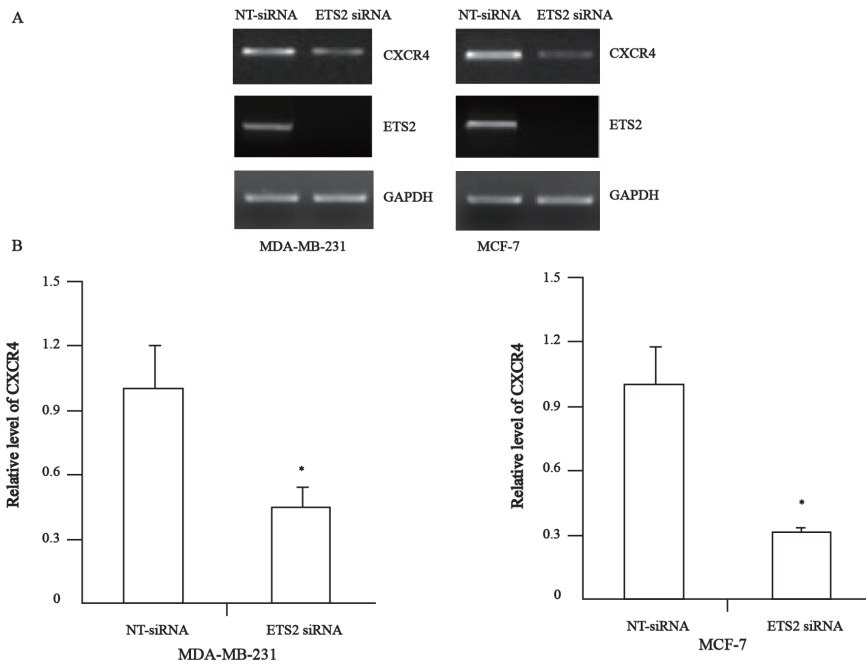 A
NT-siRNA ETS2 siRNA
CXCR4
ETS2
GAPDH
MDA-MB-231
NT-siRNA ETS2 siRNA
CXCR4
ETS2
GAPDH
MCF-7
B
Relative level of CXCR4
1.5
1.2
0.9
0.6
0.3
0
*
NT-siRNA ETS2 siRNA
MDA-MB-231
Relative level of CXCR4
1.5
1.2
0.9
0.6
0.3
0
*
NT-siRNA ETS2 siRNA
MCF-7